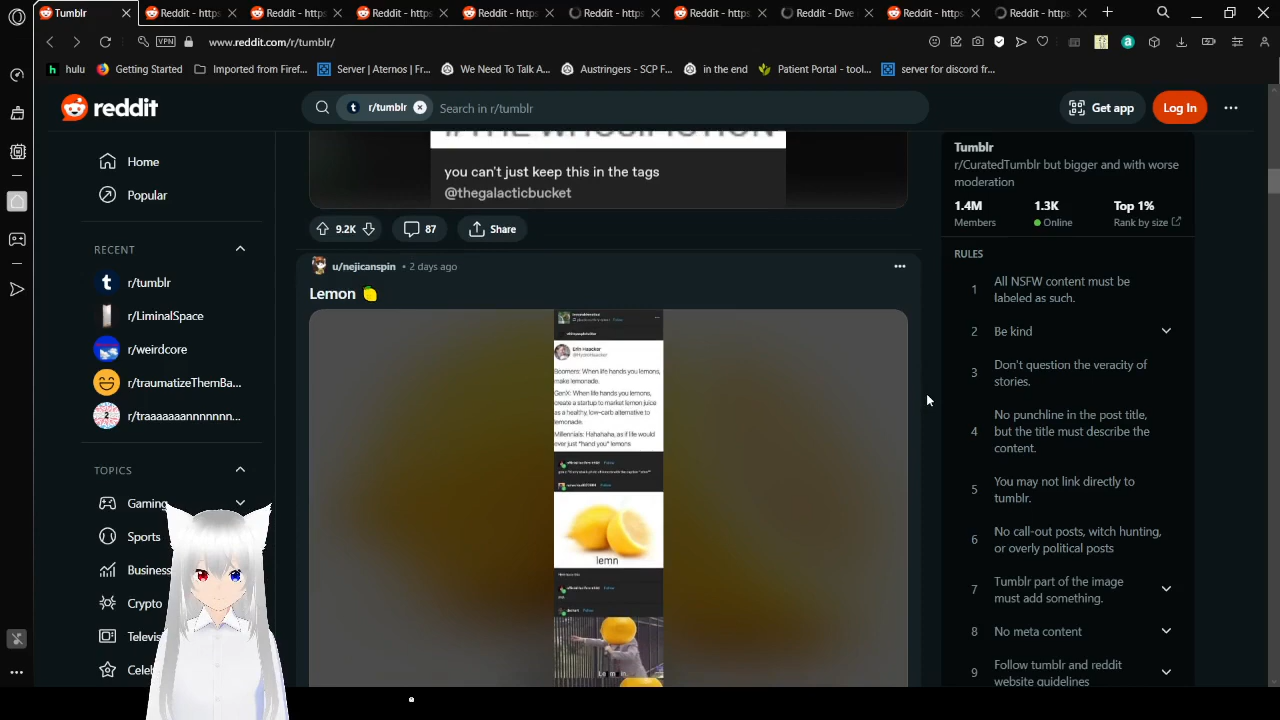 Tumblr
Reddit - https
Reddit - https
Reddit - https
Reddit - https
Reddit - https
Reddit - https
Reddit - Dive
Reddit - https
Reddit - https
VPN
www.reddit.com/r/tumblr/
hulu
Getting Started
Imported from Firef...
Server | Aternos | Fr...
We Need To Talk A...
Austringers - SCP F...
in the end
Patient Portal - tool...
server for discord fr...
reddit
r/tumblr
Search in r/tumblr
Get app
Log In
Home
Popular
RECENT
r/tumblr
r/LiminalSpace
r/weirdcore
r/traumatizeThemBa...
r/traaaaaaannnnnnn...
TOPICS
Gaming
Sports
Business
Crypto
Televis
Celeb
you can't just keep this in the tags
@thegalacticbucket
9.2K
87
Share
u/nejicanspin • 2 days ago
Lemon 🍋
Erin Haacker
Boomers: When life hands you lemons,
make lemonade.
GenX: When life hands you lemons,
create a startup to market lemon juice
as a healthy, low-carb alternative to
lemonade.
Millennials: Hahahaha, as if life would
ever just "hand you" lemons
lemn
Tumblr
r/CuratedTumblr but bigger and with worse
moderation
1.4M
1.3K
Top 1%
Members
Online
Rank by size
RULES
1
All NSFW content must be
labeled as such.
2
Be kind
3
Don't question the veracity of
stories.
4
No punchline in the post title,
but the title must describe the
content.
5
You may not link directly to
tumblr.
6
No call-out posts, witch hunting,
or overly political posts
7
Tumblr part of the image
must add something.
8
No meta content
9
Follow tumblr and reddit
website guidelines